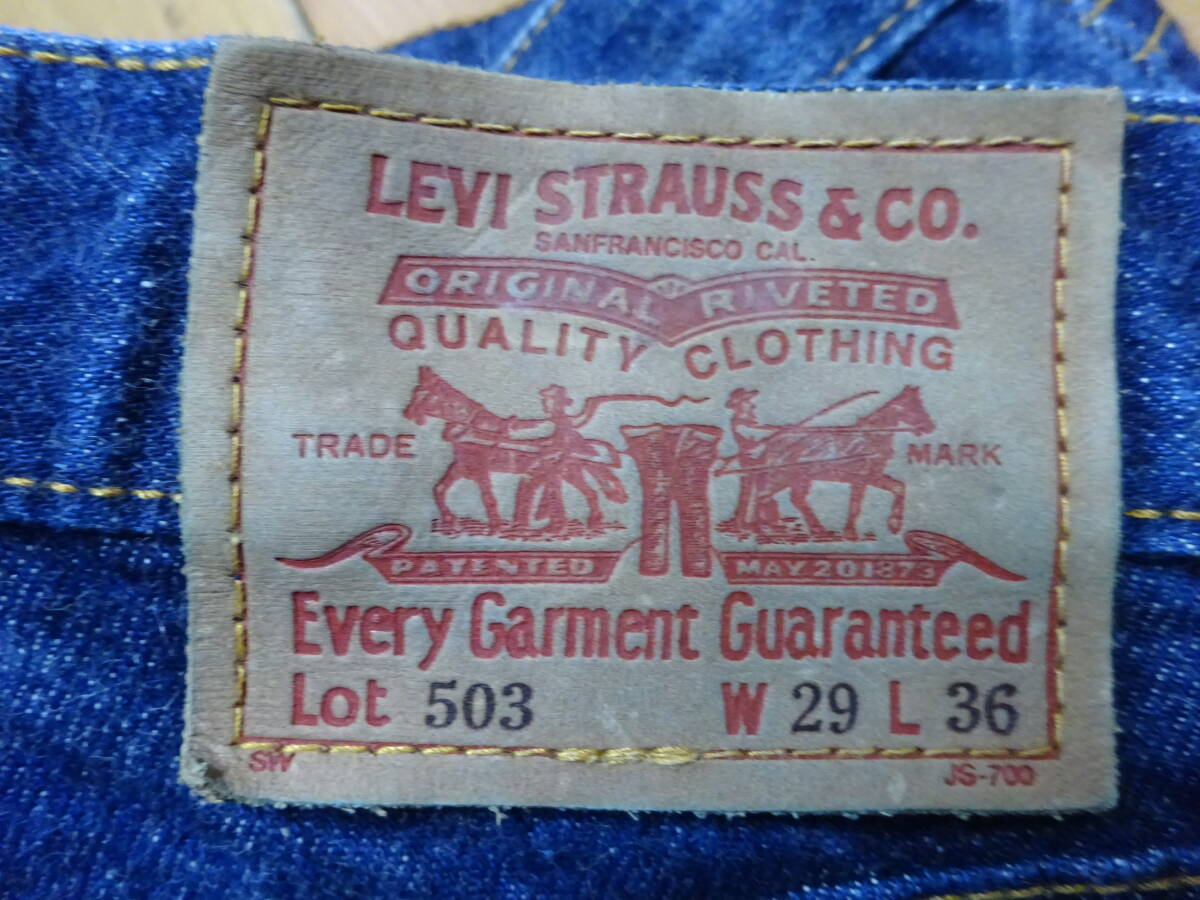 LEVI STRAUSS & CO.
SANFRANCISCO CAL.
ORIGINAL RIVETED
QUALITY CLOTHING
TRADE MARK
PATENTED MAY 20 1873
Every Garment Guaranteed
Lot 503 W 29 L 36
SW JS-700